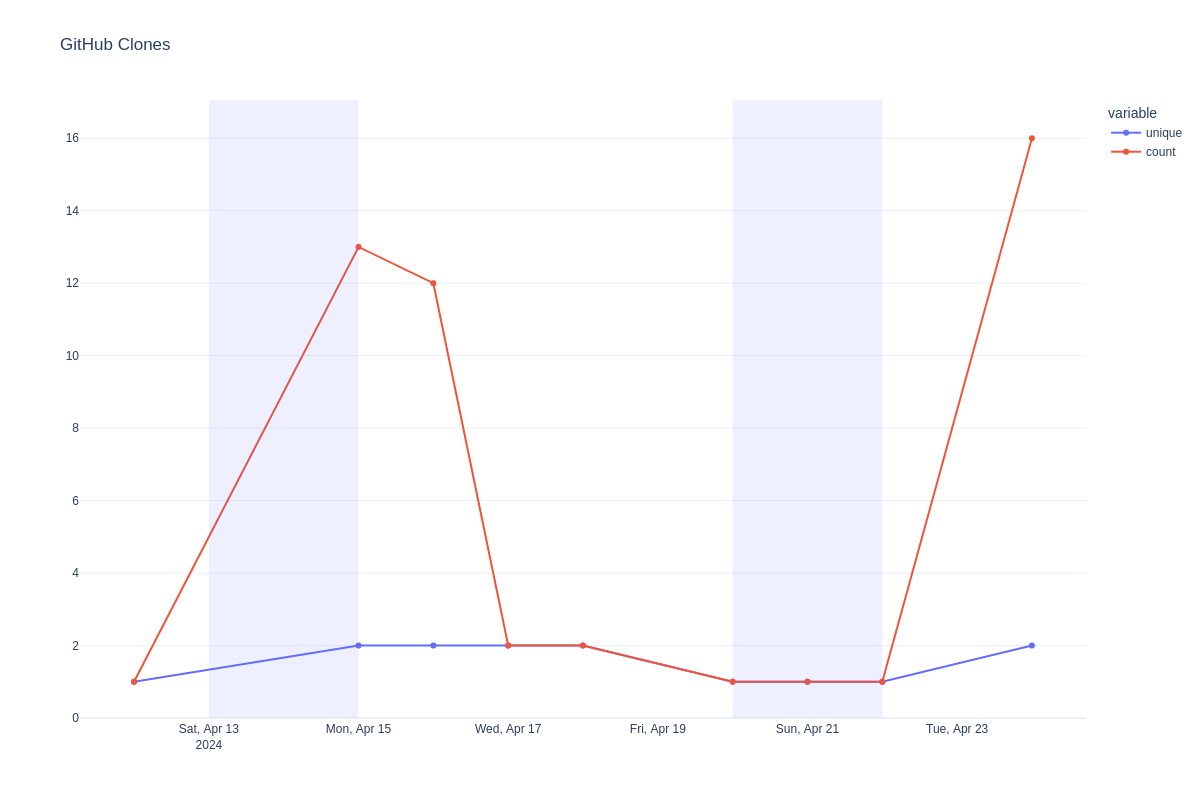 GitHub Clones
variable
unique
count
16
14
12
10
8
6
4
2
0
Sat, Apr 13
2024
Mon, Apr 15
Wed, Apr 17
Fri, Apr 19
Sun, Apr 21
Tue, Apr 23